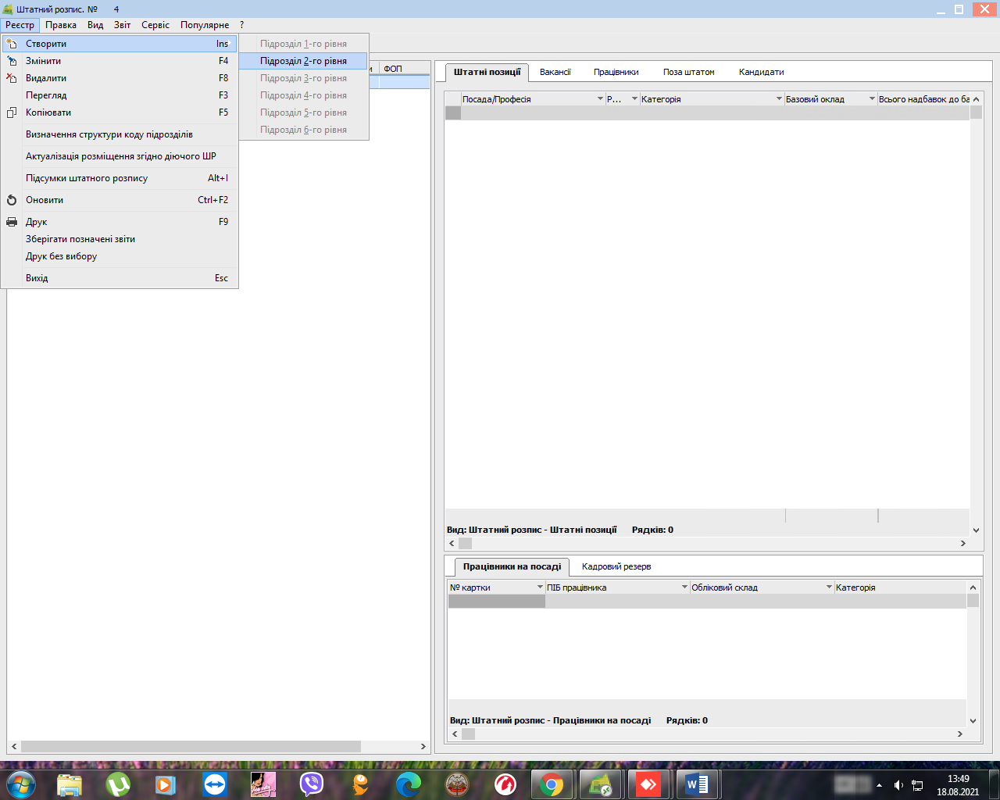 Штатний розпис. № 4
Реєстр Правка Вид Звіт Сервіс Популярне ?
Створити Ins
Змінити F4
Видалити F8
Перегляд F3
Копіювати F5
Визначення структури коду підрозділів
Актуалізація розміщення згідно діючого ШР
Підсумки штатного розпису Alt+I
Оновити Ctrl+F2
Друк F9
Зберігати позначені звіти
Друк без вибору
Вихід Esc
Підрозділ 1-го рівня
Підрозділ 2-го рівня
Підрозділ 3-го рівня
Підрозділ 4-го рівня
Підрозділ 5-го рівня
Підрозділ 6-го рівня
и ФОП
Штатні позиції Вакансії Працівники Поза штатом Кандидати
Посада/Професія Р... Категорія Базовий оклад Всього надбавок до ба
Вид: Штатний розпис - Штатні позиції Рядків: 0
Працівники на посаді Кадровий резерв
№ картки ПІБ працівника Обліковий склад Категорія
Вид: Штатний розпис - Працівники на посаді Рядків: 0
13:49
18.08.2021